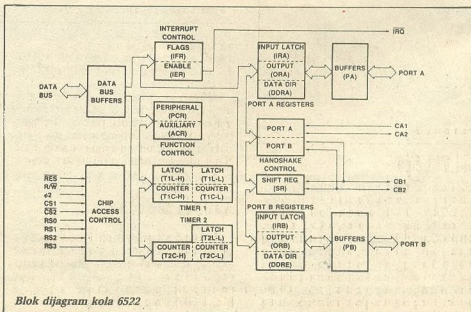 INTERRUPT
CONTROL
FLAGS
(IFR)
ENABLE
(IER)
IRQ
DATA
BUS
DATA
BUS
BUFFERS
INPUT LATCH
(IRA)
OUTPUT
(ORA)
DATA DIR
(DDRA)
BUFFERS
(PA)
PORT A
PORT A REGISTERS
PERIPHERAL
(PCR)
AUXILIARY
(ACR)
FUNCTION
CONTROL
PORT A
PORT B
CA1
CA2
HANDSHAKE
CONTROL
SHIFT REG
(SR)
CB1
CB2
LATCH
(T1L-H)
LATCH
(T1L-L)
COUNTER
(T1C-H)
COUNTER
(T1C-L)
TIMER 1
RES
R/W
φ2
CS1
CS2
RS0
RS1
RS2
RS3
CHIP
ACCESS
CONTROL
TIMER 2
LATCH
(T2L-L)
COUNTER
(T2C-H)
COUNTER
(T2C-L)
PORT B REGISTERS
INPUT LATCH
(IRB)
OUTPUT
(ORB)
DATA DIR
(DDRE)
BUFFERS
(PB)
PORT B
Blok dijagram kola 6522